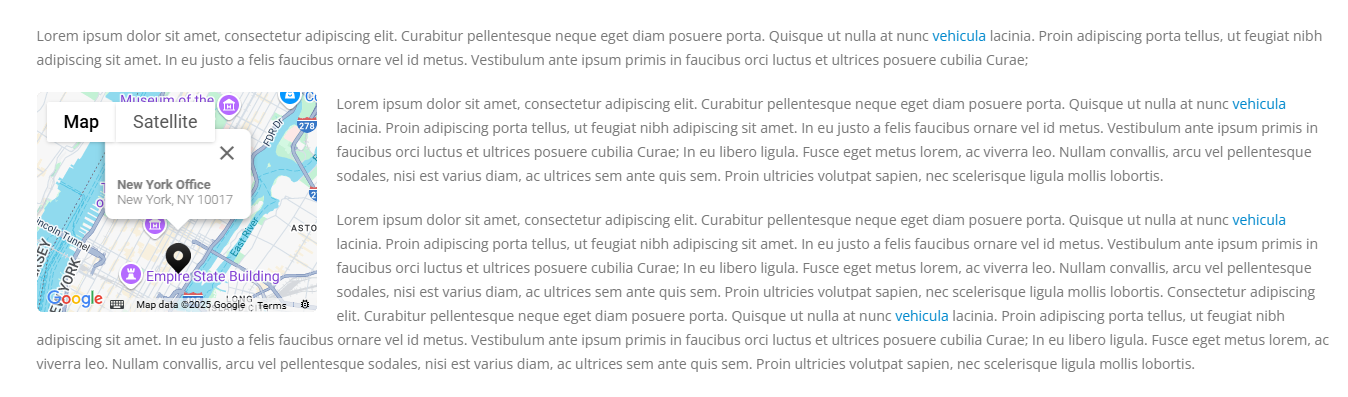 Lorem ipsum dolor sit amet, consectetur adipiscing elit. Curabitur pellentesque neque eget diam posuere porta. Quisque ut nulla at nunc vehicula lacinia. Proin adipiscing porta tellus, ut feugiat nibh
adipiscing sit amet. In eu justo a felis faucibus ornare vel id metus. Vestibulum ante ipsum primis in faucibus orci luctus et ultrices posuere cubilia Curae;
Museum of the
Map Satellite
FDR Dr
278
New York Office
New York, NY 10017
Lincoln Tunnel
East River
ASTO
Empire State Building
NEW YORK
LONG
Google
Map data ©2025 Google
Terms
Lorem ipsum dolor sit amet, consectetur adipiscing elit. Curabitur pellentesque neque eget diam posuere porta. Quisque ut nulla at nunc vehicula
lacinia. Proin adipiscing porta tellus, ut feugiat nibh adipiscing sit amet. In eu justo a felis faucibus ornare vel id metus. Vestibulum ante ipsum primis in
faucibus orci luctus et ultrices posuere cubilia Curae; In eu libero ligula. Fusce eget metus lorem, ac viverra leo. Nullam convallis, arcu vel pellentesque
sodales, nisi est varius diam, ac ultrices sem ante quis sem. Proin ultricies volutpat sapien, nec scelerisque ligula mollis lobortis.
Lorem ipsum dolor sit amet, consectetur adipiscing elit. Curabitur pellentesque neque eget diam posuere porta. Quisque ut nulla at nunc vehicula
lacinia. Proin adipiscing porta tellus, ut feugiat nibh adipiscing sit amet. In eu justo a felis faucibus ornare vel id metus. Vestibulum ante ipsum primis in
faucibus orci luctus et ultrices posuere cubilia Curae; In eu libero ligula. Fusce eget metus lorem, ac viverra leo. Nullam convallis, arcu vel pellentesque
sodales, nisi est varius diam, ac ultrices sem ante quis sem. Proin ultricies volutpat sapien, nec scelerisque ligula mollis lobortis. Consectetur adipiscing
elit. Curabitur pellentesque neque eget diam posuere porta. Quisque ut nulla at nunc vehicula lacinia. Proin adipiscing porta tellus, ut feugiat nibh
adipiscing sit amet. In eu justo a felis faucibus ornare vel id metus. Vestibulum ante ipsum primis in faucibus orci luctus et ultrices posuere cubilia Curae; In eu libero ligula. Fusce eget metus lorem, ac
viverra leo. Nullam convallis, arcu vel pellentesque sodales, nisi est varius diam, ac ultrices sem ante quis sem. Proin ultricies volutpat sapien, nec scelerisque ligula mollis lobortis.